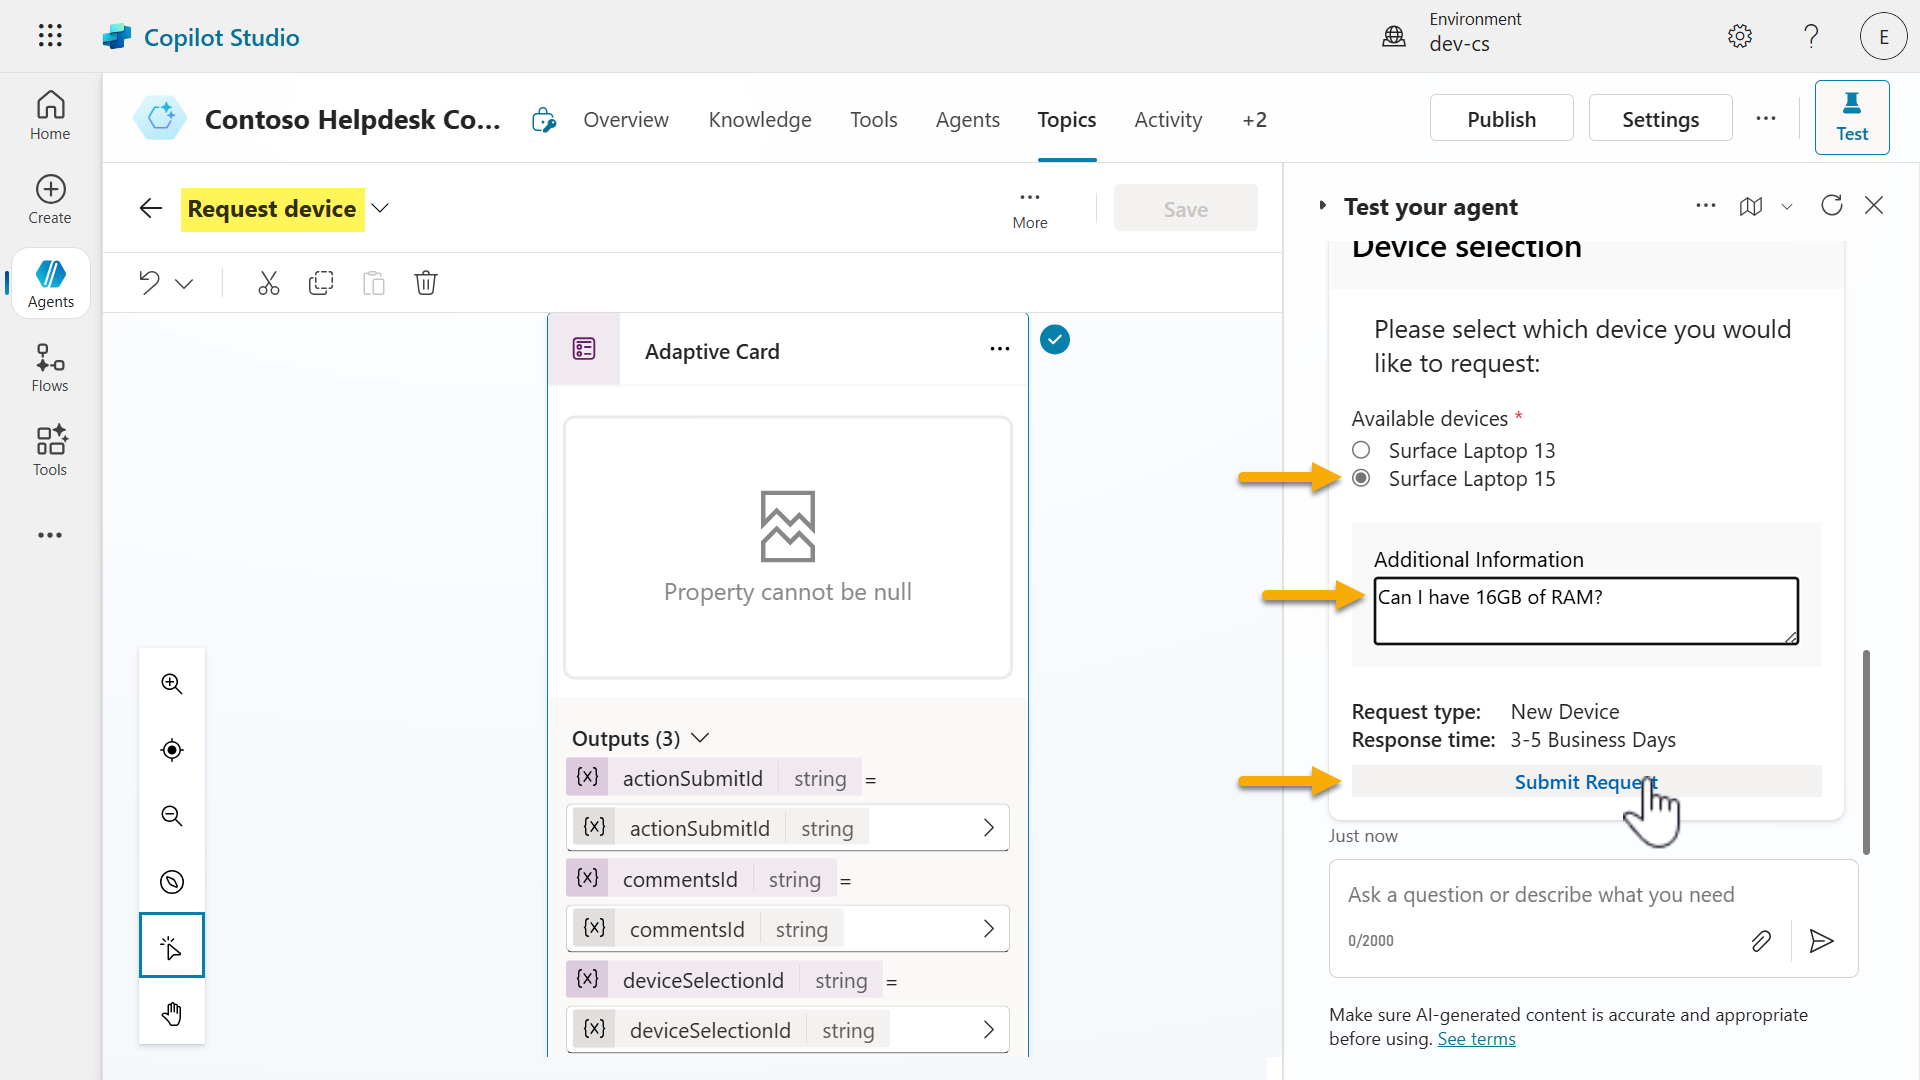 Copilot Studio
Environment
dev-cs
E
Home
Create
Agents
Flows
Tools
Contoso Helpdesk Co...
Overview
Knowledge
Tools
Agents
Topics
Activity
+2
Publish
Settings
Test
Request device
More
Save
Adaptive Card
Property cannot be null
Outputs (3)
{x} actionSubmitId string =
{x} actionSubmitId string
{x} commentsId string =
{x} commentsId string
{x} deviceSelectionId string =
{x} deviceSelectionId string
Test your agent
Device selection
Please select which device you would
like to request:
Available devices *
Surface Laptop 13
Surface Laptop 15
Additional Information
Can I have 16GB of RAM?
Request type: New Device
Response time: 3-5 Business Days
Submit Request
Just now
Ask a question or describe what you need
0/2000
Make sure AI-generated content is accurate and appropriate
before using. See terms